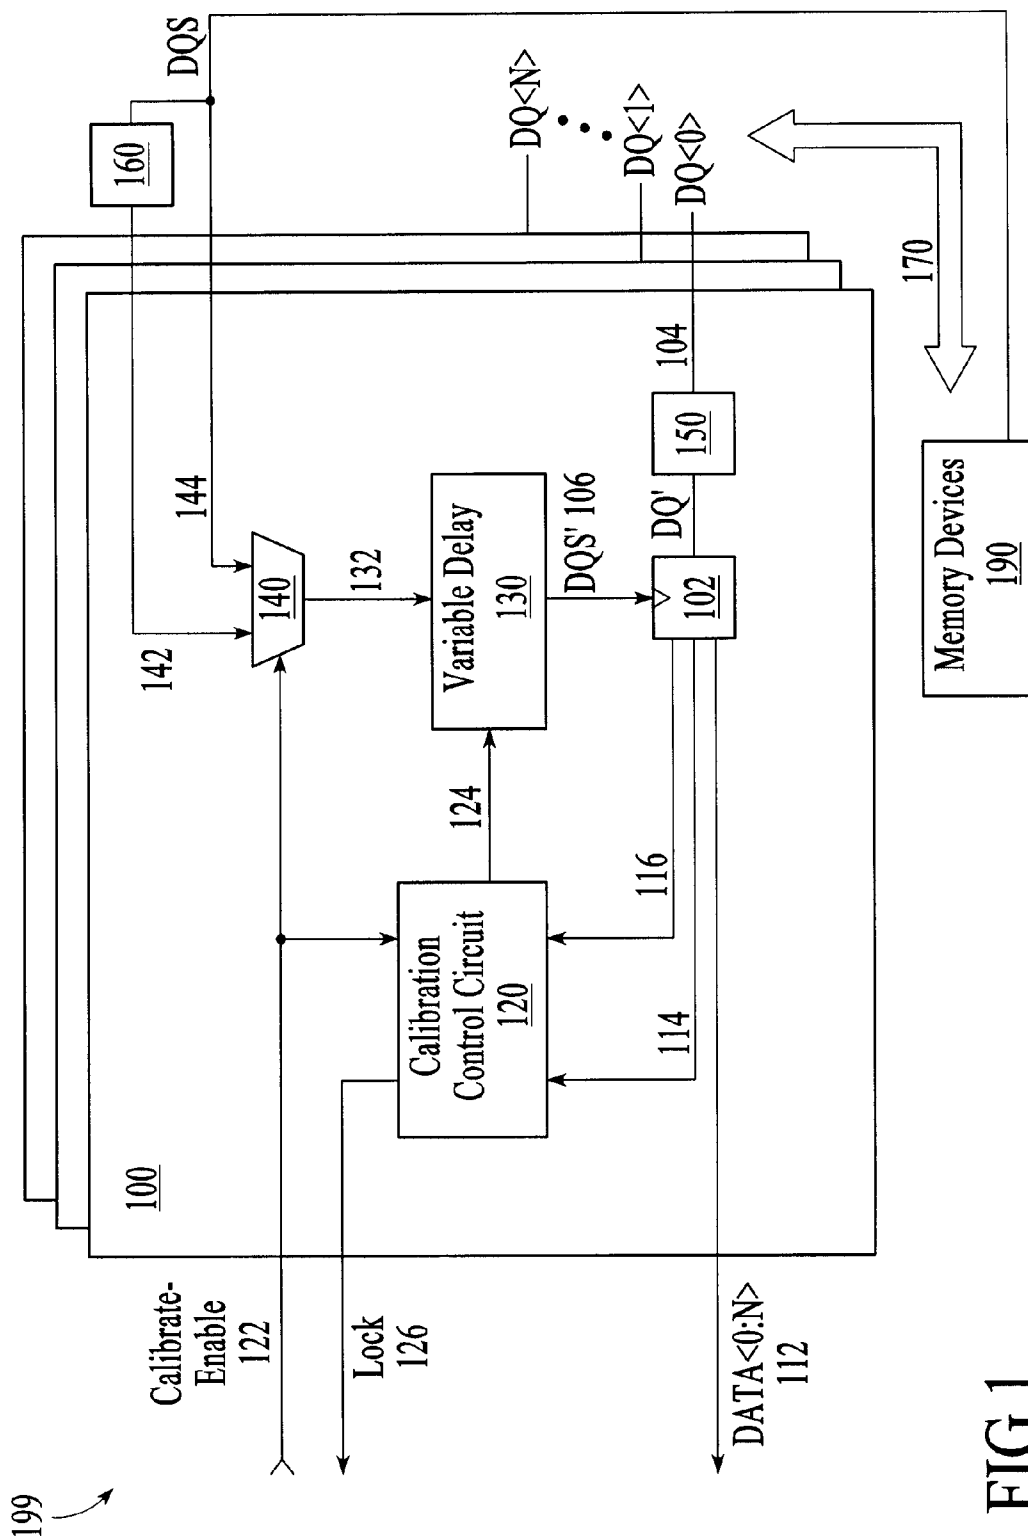 199
Calibrate-
Enable
122
Lock
126
DATA<0:N>
112
100
Calibration
Control Circuit
120
114
116
124
142
144
140
132
Variable Delay
130
DQS' 106
102
DQ'
150
104
160
DQS
DQ<N>
DQ<1>
DQ<0>
170
Memory Devices
190
FIG.1